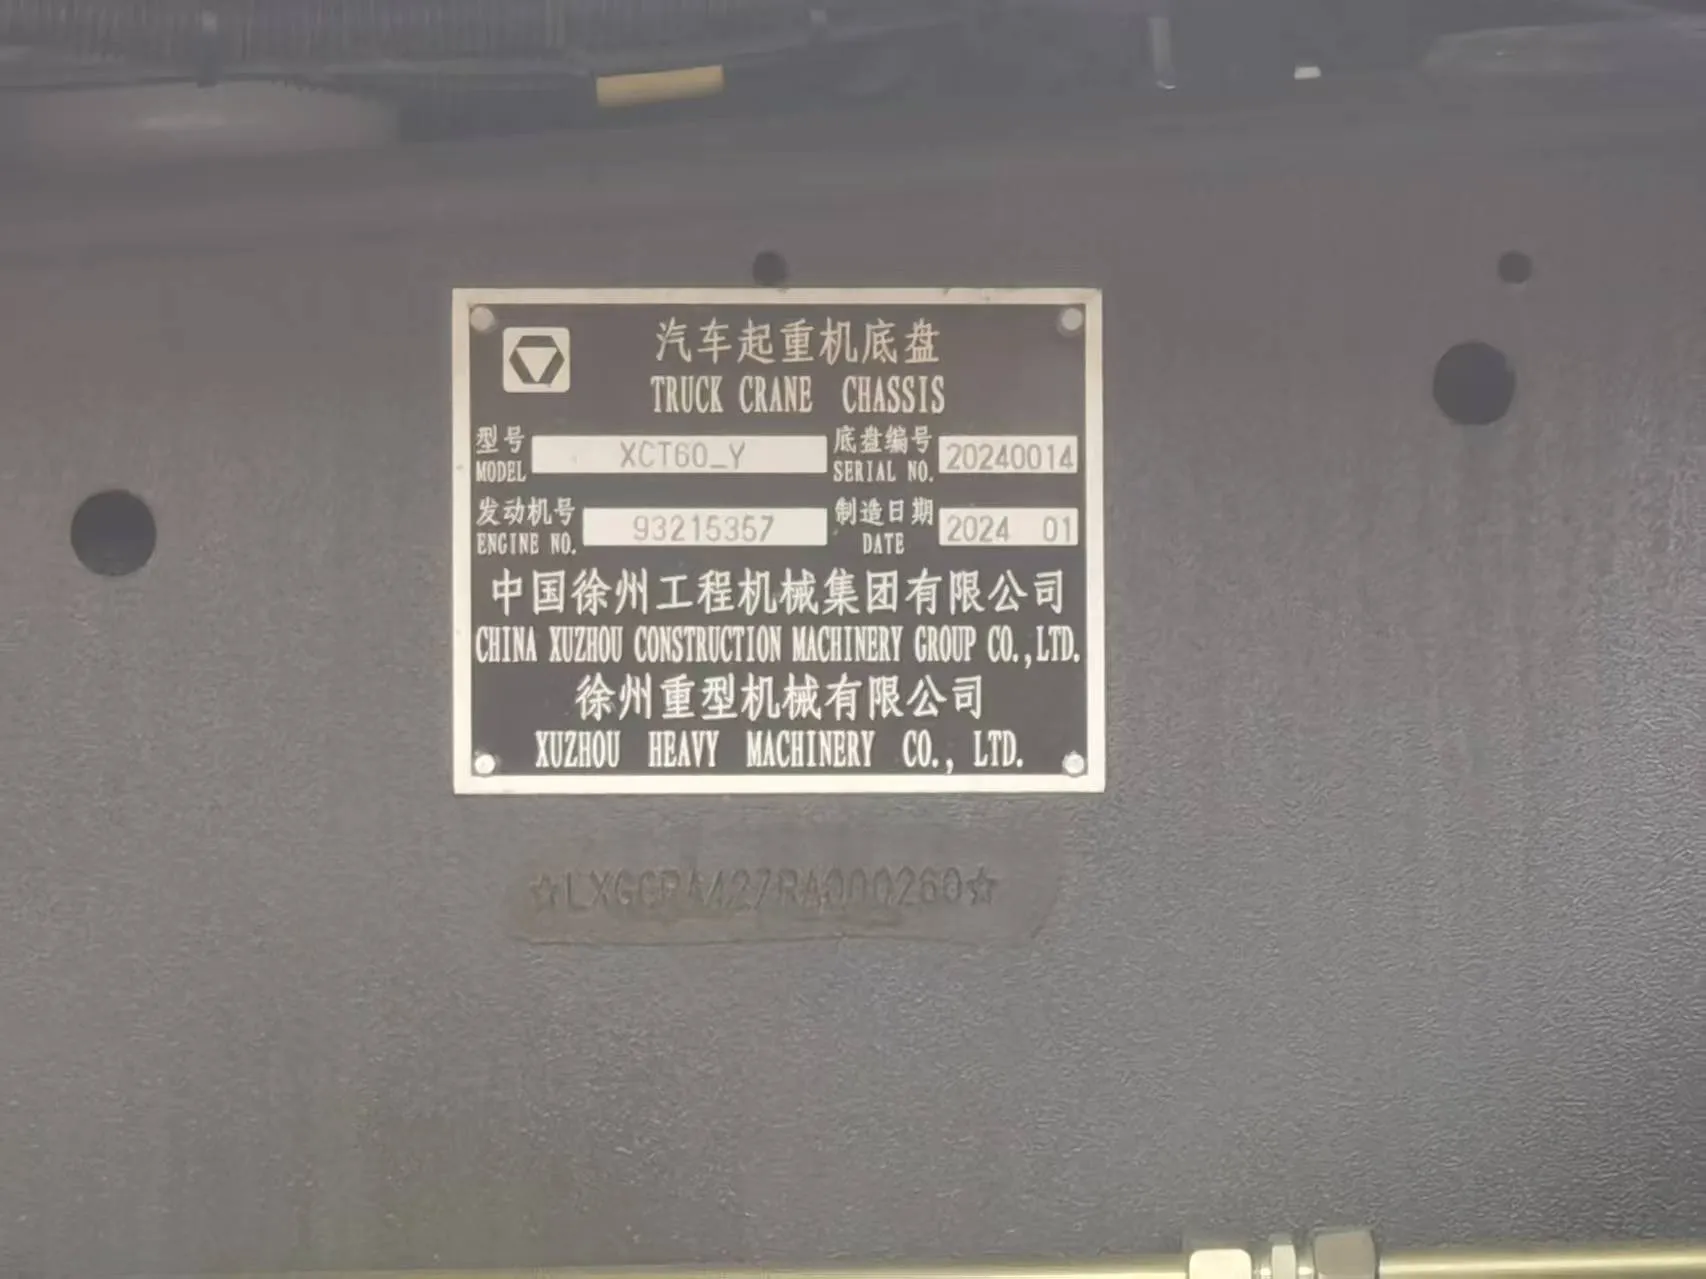 汽车起重机底盘
TRUCK CRANE CHASSIS
型号 MODEL XCT60_Y 底盘编号 SERIAL NO. 20240014
发动机号 ENGINE NO. 93215357 制造日期 DATE 2024 01
中国徐州工程机械集团有限公司
CHINA XUZHOU CONSTRUCTION MACHINERY GROUP CO.,LTD.
徐州重型机械有限公司
XUZHOU HEAVY MACHINERY CO., LTD.